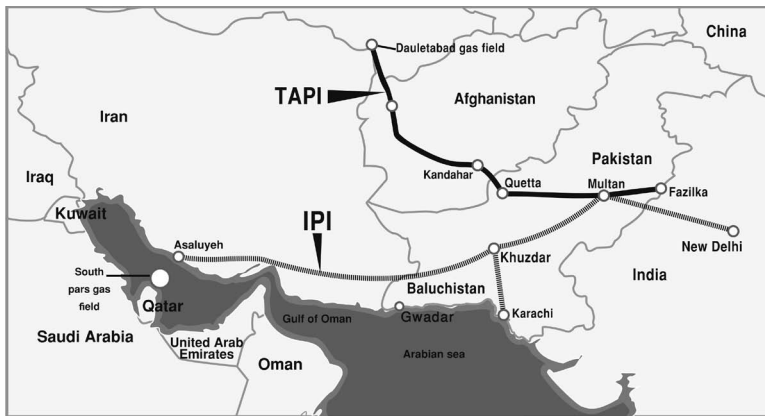 China
Dauletabad gas field
TAPI
Afghanistan
Iran
Pakistan
Kandahar
Iraq
Quetta
Multan
Fazilka
Kuwait
IPI
Asaluyeh
New Delhi
Khuzdar
South
pars gas
field
India
Baluchistan
Qatar
Gulf of Oman
Gwadar
Karachi
Saudi Arabia
United Arab
Emirates
Oman
Arabian sea